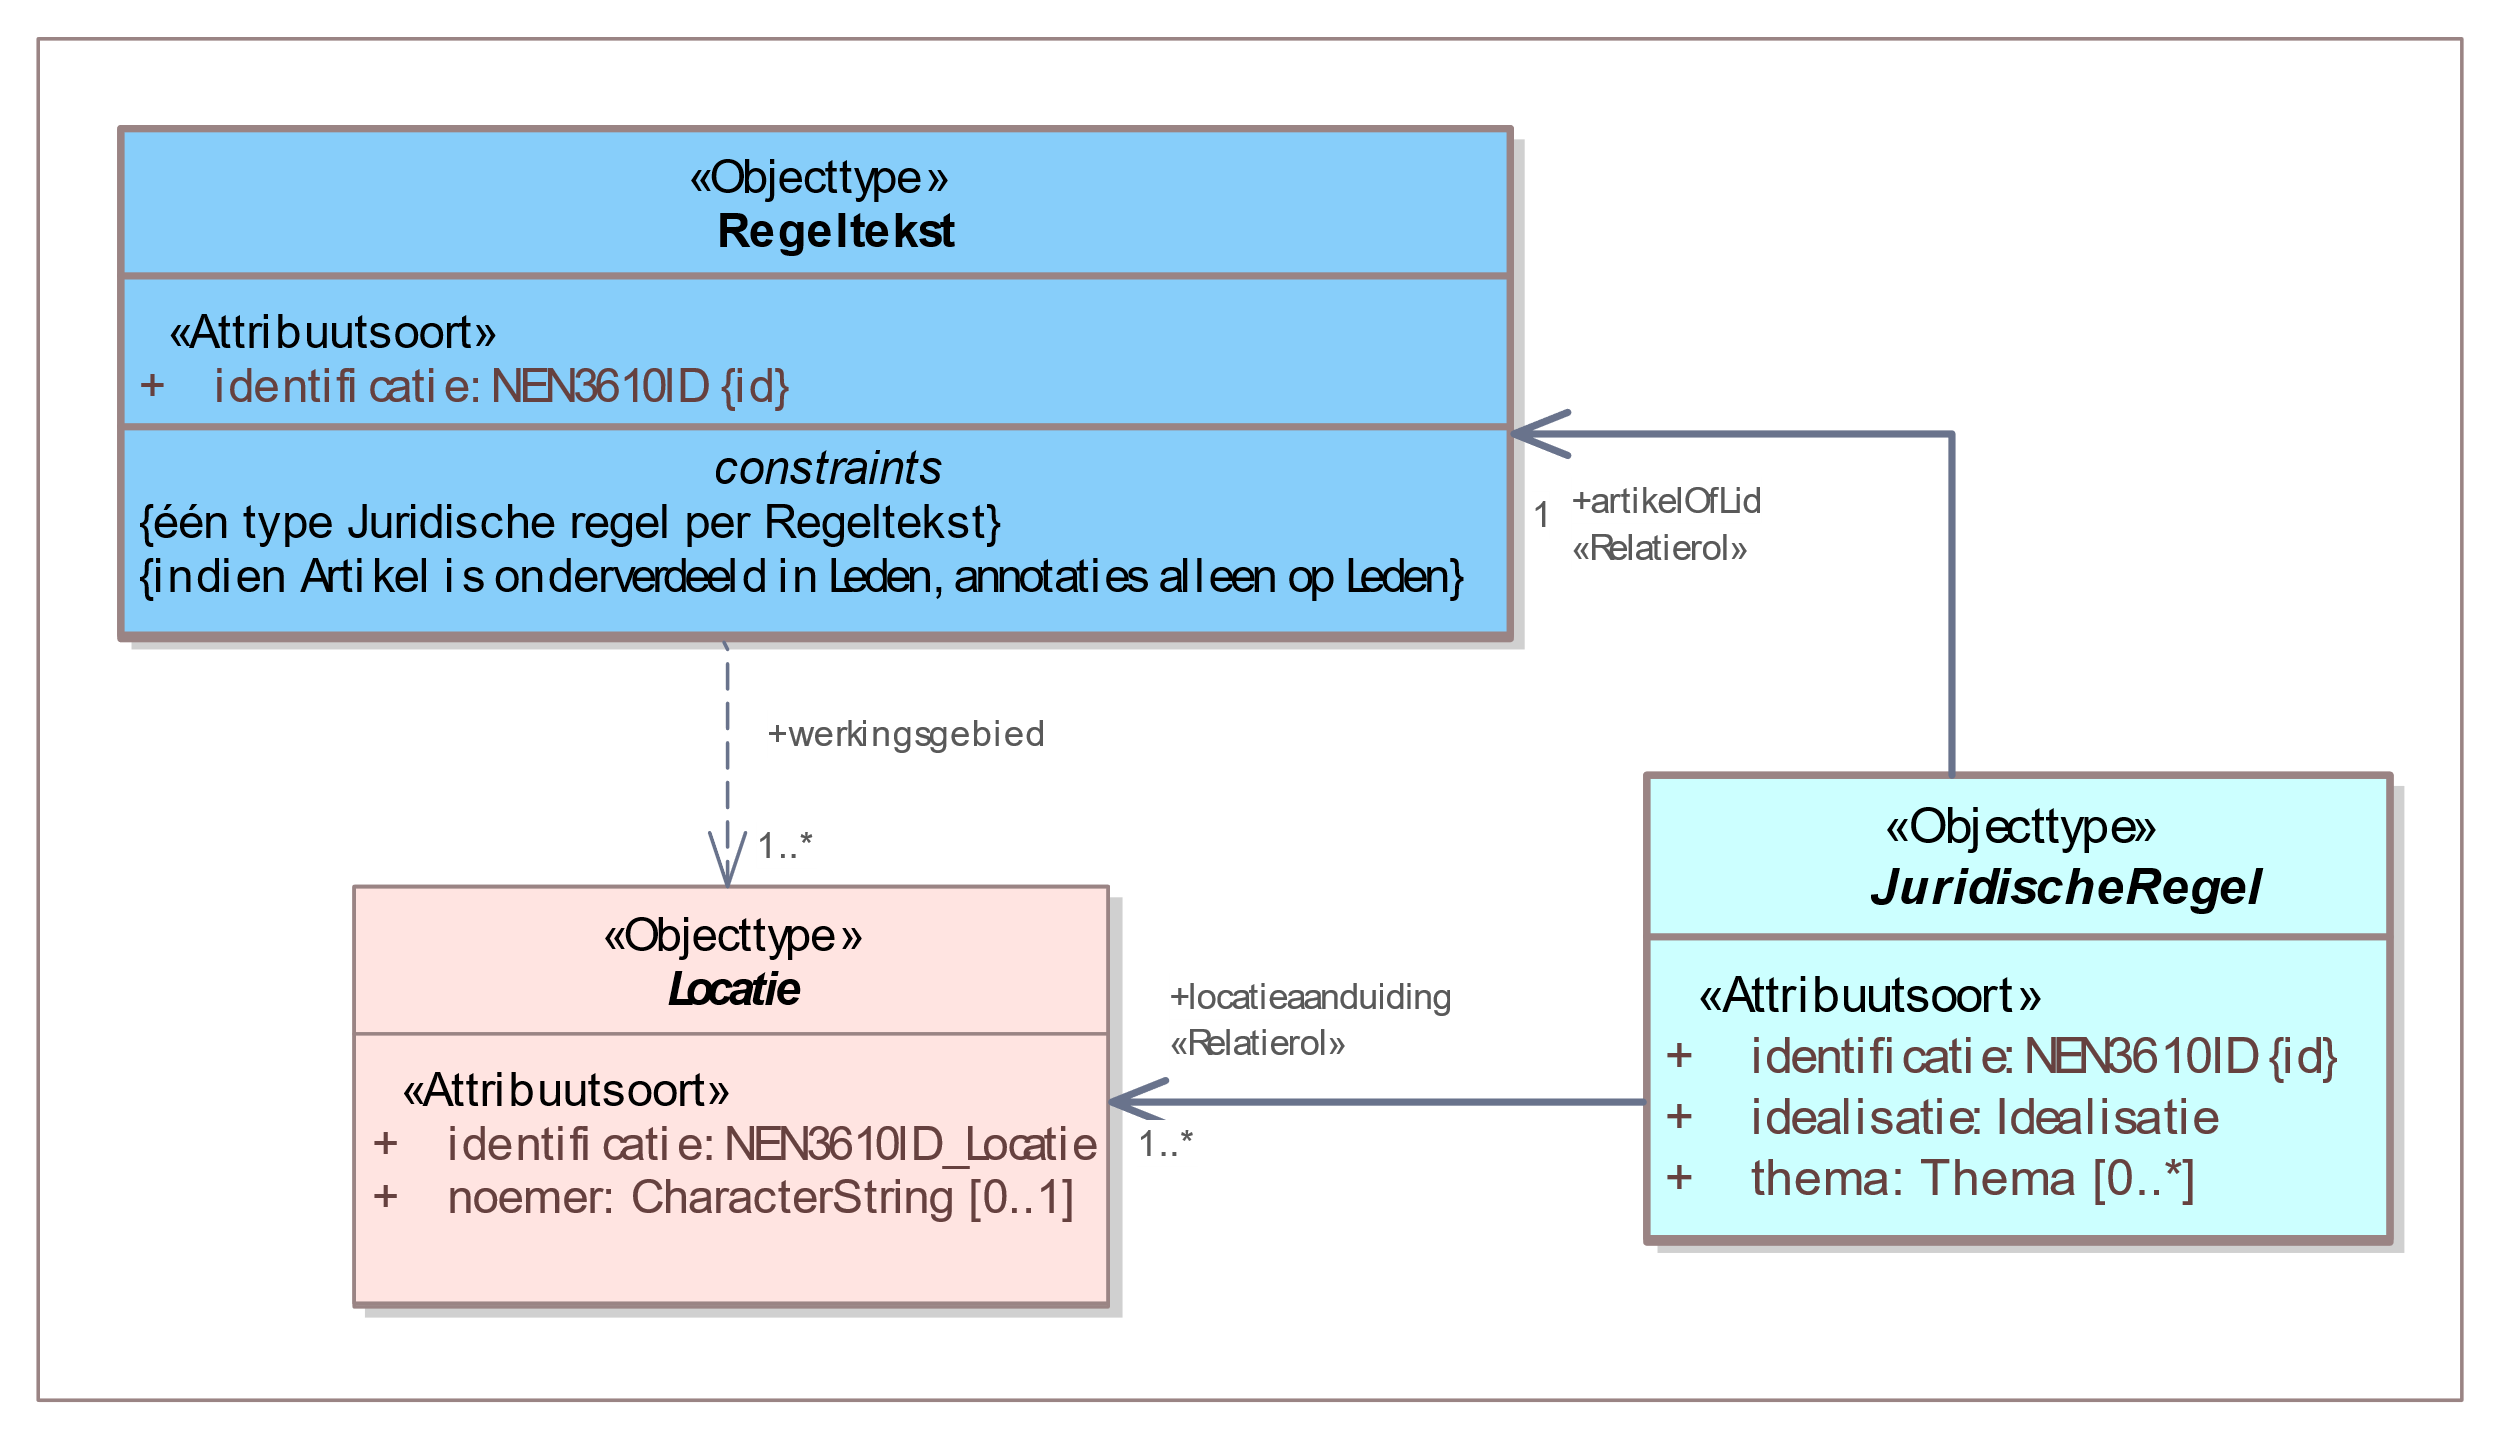 «Objecttype»
Regeltekst
«Attribuutsoort»
+ identificatie: NEN3610ID {id}
constraints
{één type Juridische regel per Regeltekst}
{indien Artikel is onderverdeeld in Leden, annotaties alleen op Leden}
1
+artikelOfLid
«Relatierol»
+werkingsgebied
1..*
«Objecttype»
Locatie
«Attribuutsoort»
+ identificatie: NEN3610ID_Locatie
+ noemer: CharacterString [0..1]
+locatieaanduiding
«Relatierol»
1..*
«Objecttype»
JuridischeRegel
«Attribuutsoort»
+ identificatie: NEN3610ID {id}
+ idealisatie: Idealisatie
+ thema: Thema [0..*]